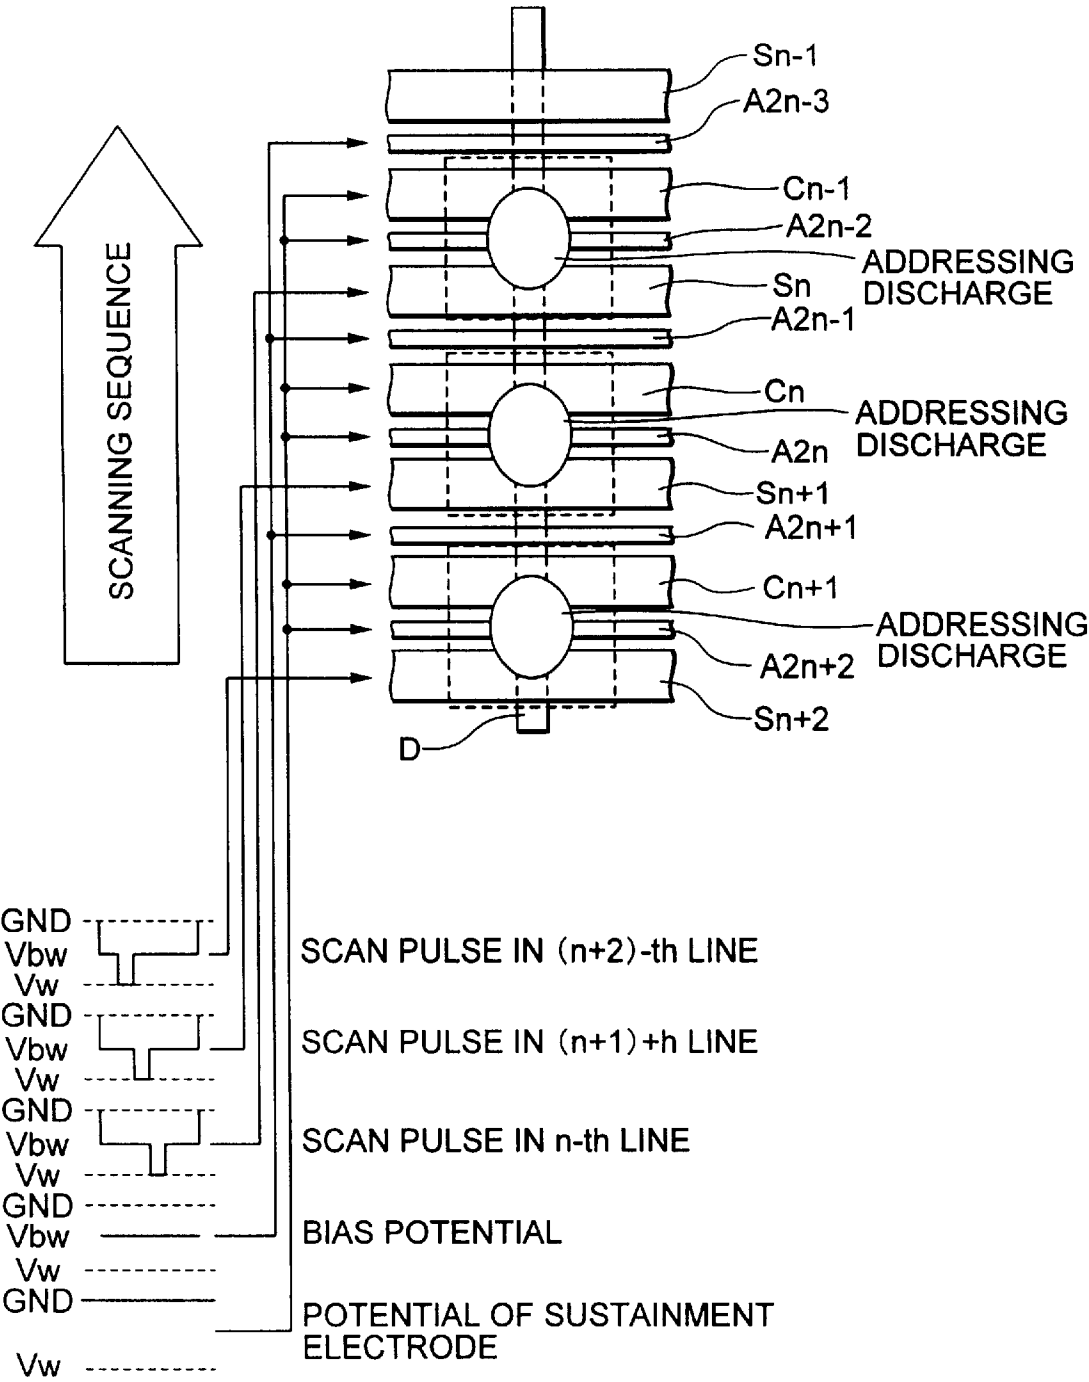 Sn-1
A2n-3
Cn-1
A2n-2
ADDRESSING
DISCHARGE
Sn
A2n-1
Cn
ADDRESSING
DISCHARGE
A2n
Sn+1
A2n+1
Cn+1
ADDRESSING
DISCHARGE
A2n+2
Sn+2
D
SCANNING SEQUENCE
GND
Vbw
Vw
SCAN PULSE IN (n+2)-th LINE
GND
Vbw
Vw
SCAN PULSE IN (n+1)+h LINE
GND
Vbw
Vw
SCAN PULSE IN n-th LINE
GND
Vbw
Vw
BIAS POTENTIAL
GND
Vw
POTENTIAL OF SUSTAINMENT
ELECTRODE